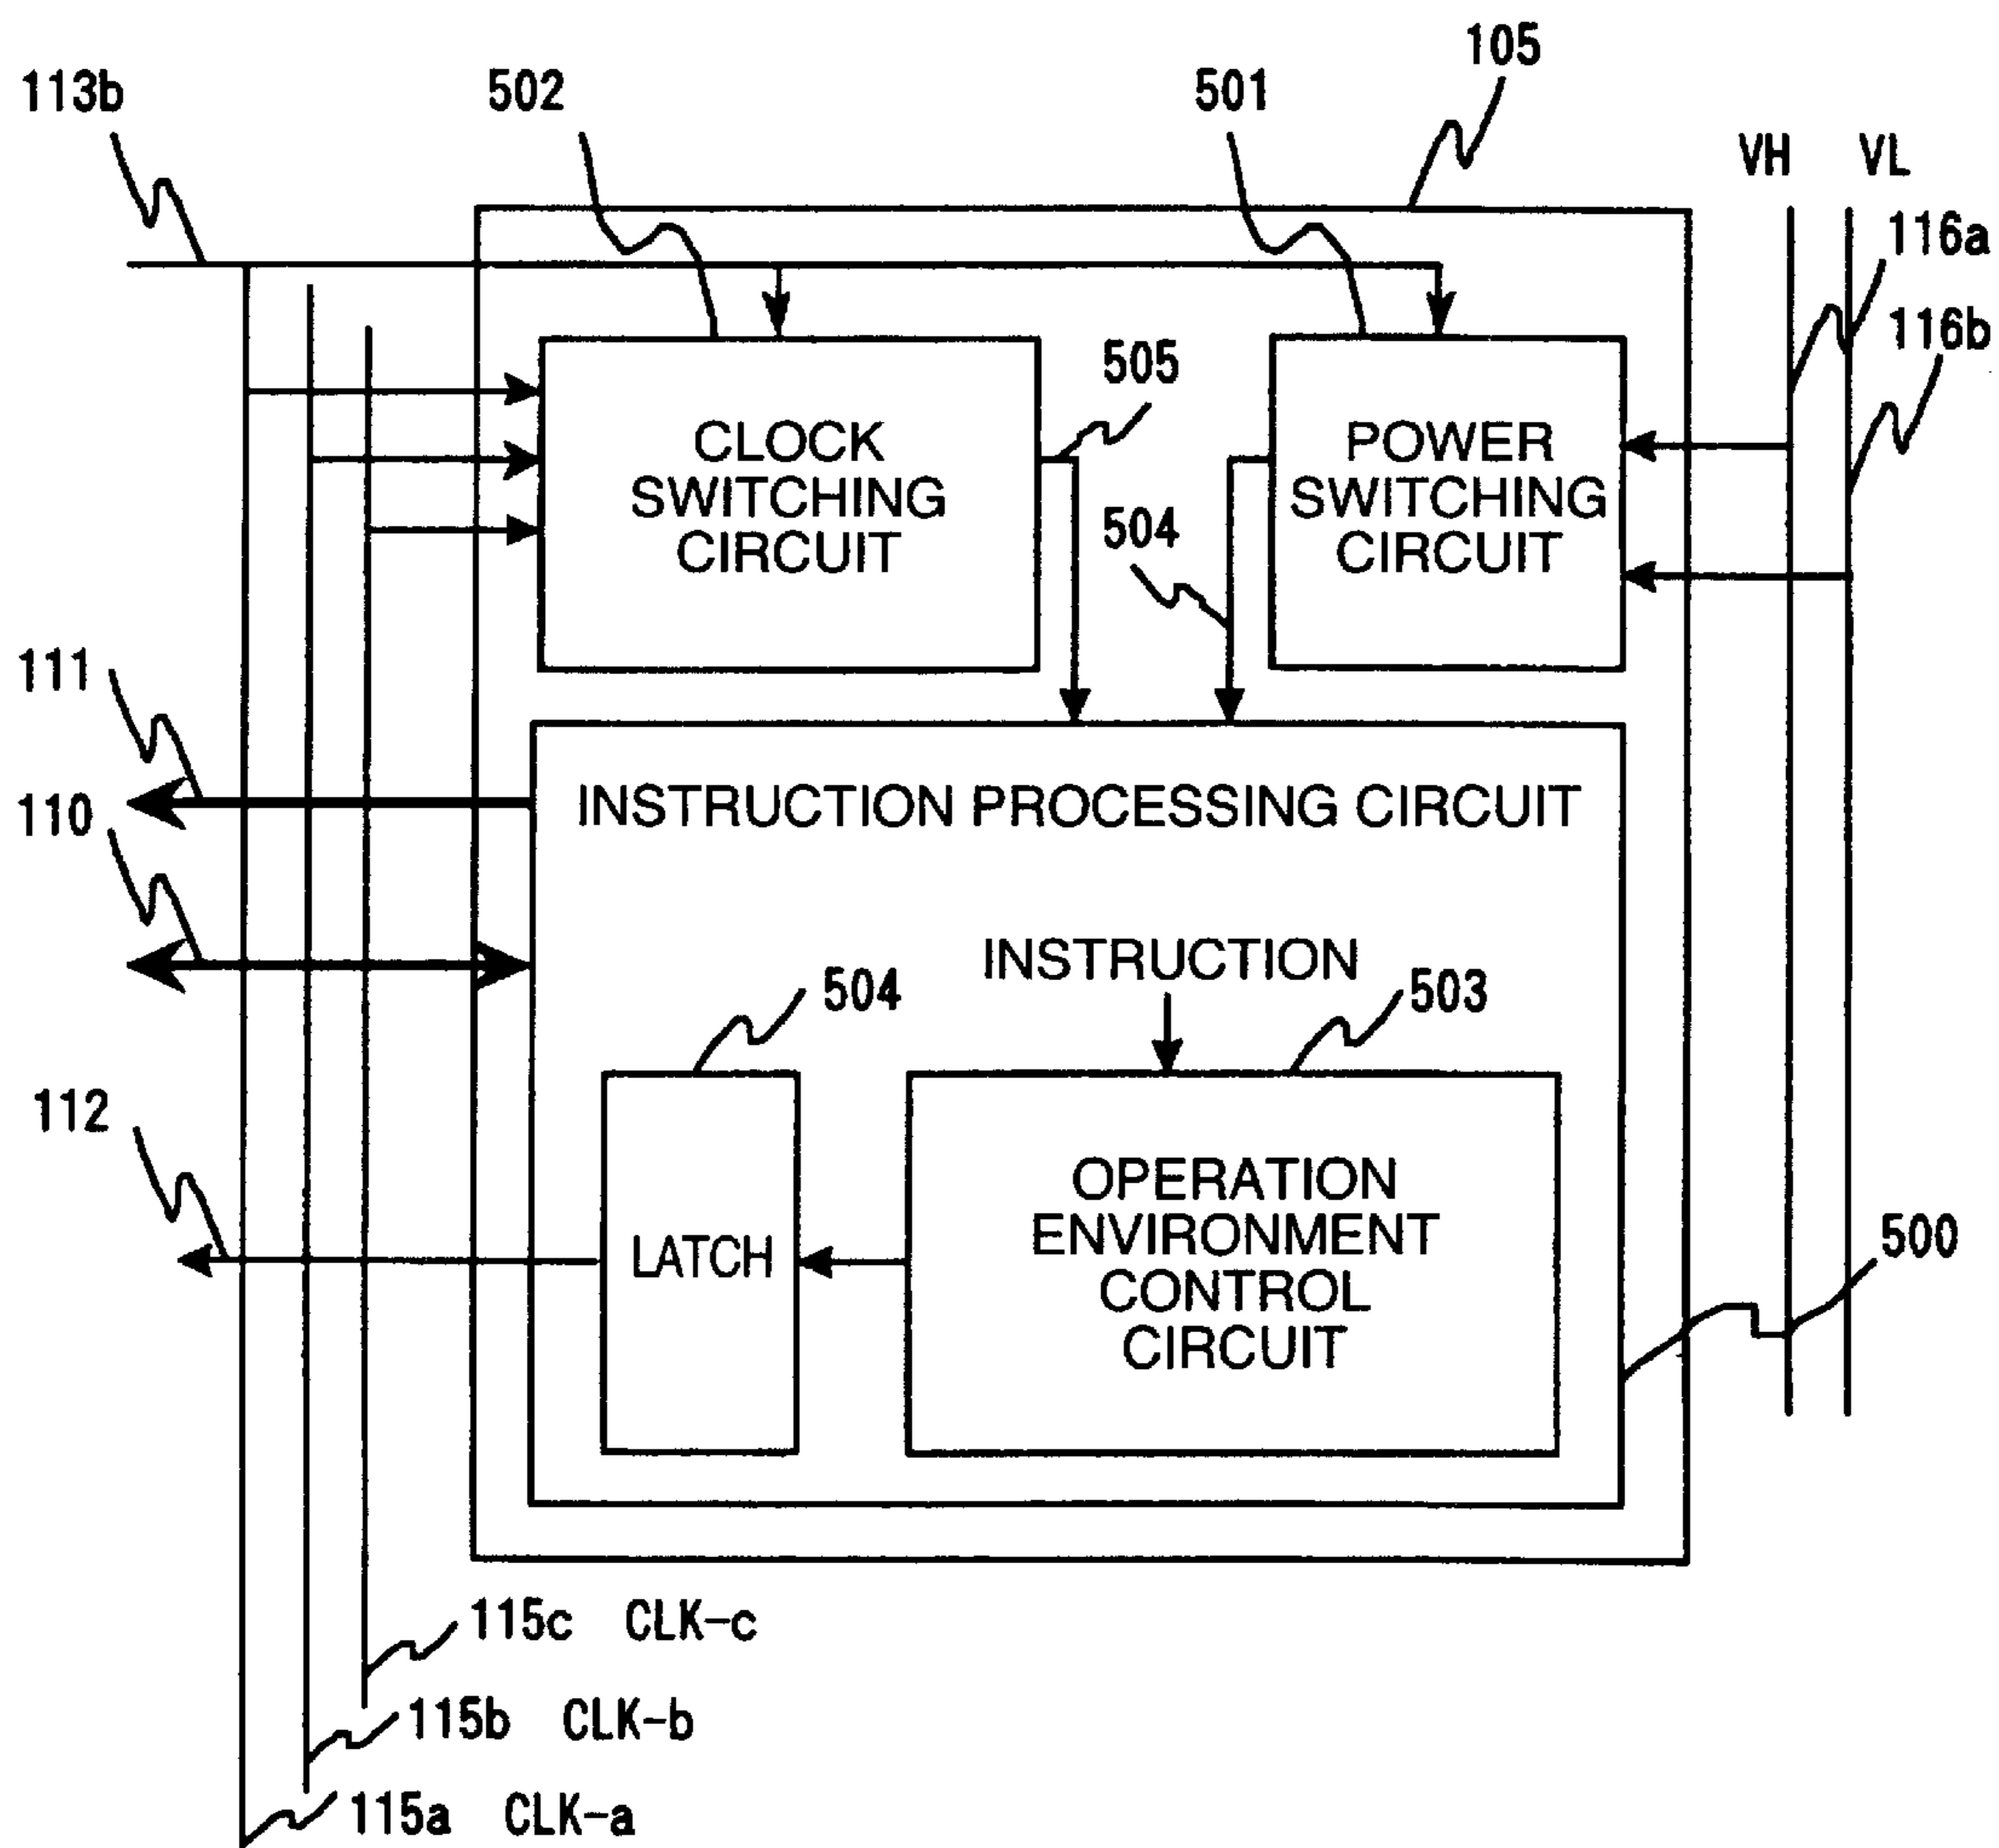 105
113b
502
501
VH VL
116a
116b
505
CLOCK
SWITCHING
CIRCUIT
POWER
SWITCHING
CIRCUIT
504
111
110
INSTRUCTION PROCESSING CIRCUIT
INSTRUCTION
504
503
112
LATCH
OPERATION
ENVIRONMENT
CONTROL
CIRCUIT
500
115c CLK-c
115b CLK-b
115a CLK-a